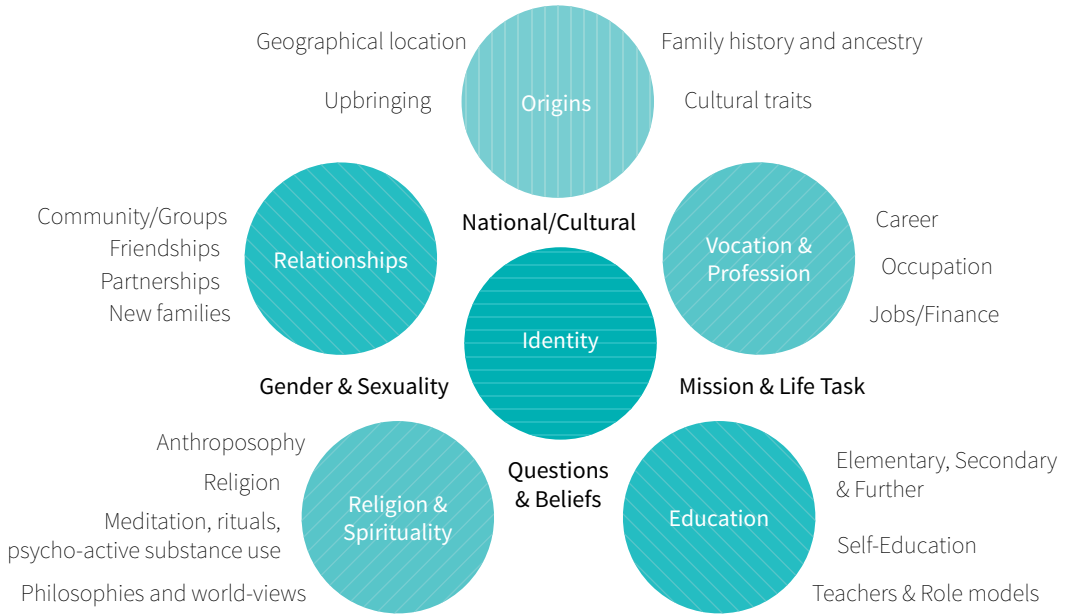 Geographical location
Family history and ancestry
Upbringing
Origins
Cultural traits
National/Cultural
Community/Groups
Friendships
Partnerships
New families
Relationships
Vocation &
Profession
Career
Occupation
Jobs/Finance
Identity
Gender & Sexuality
Mission & Life Task
Anthroposophy
Religion
Meditation, rituals,
psycho-active substance use
Philosophies and world-views
Religion &
Spirituality
Questions
& Beliefs
Education
Elementary, Secondary
& Further
Self-Education
Teachers & Role models